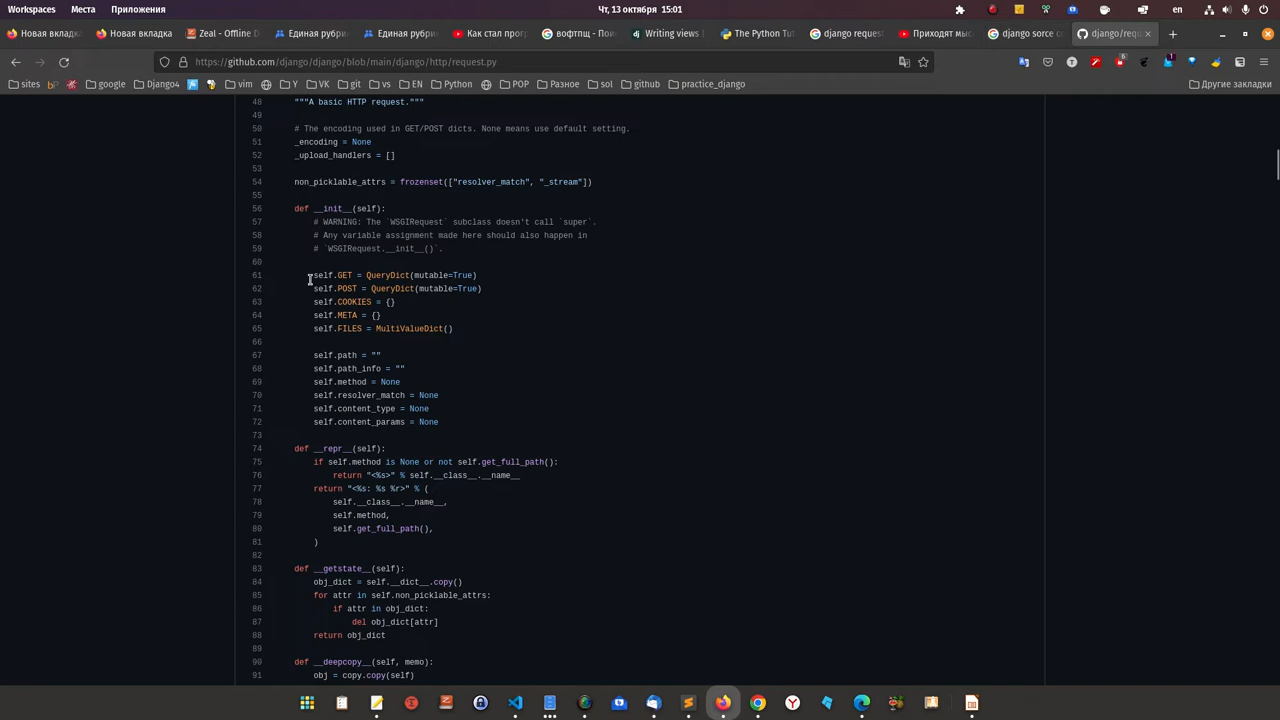 Workspaces Места Приложения Чт, 13 октября 15:01 en
Новая вкладк Новая вкладка Zeal - Offline D Единая рубри Единая рубри Как стал прог вофтпщ - Пои Writing views The Python Tut django request Приходят мыс django sorce co django/requ
https://github.com/django/django/blob/main/django/http/request.py
sites google Django4 vim Y VK git vs EN Python POP Разное sol github practice_django Другие закладки
48 """A basic HTTP request."""
49
50 # The encoding used in GET/POST dicts. None means use default setting.
51 _encoding = None
52 _upload_handlers = []
53
54 non_picklable_attrs = frozenset(["resolver_match", "_stream"])
55
56 def __init__(self):
57 # WARNING: The `WSGIRequest` subclass doesn't call `super`.
58 # Any variable assignment made here should also happen in
59 # `WSGIRequest.__init__()`.
60
61 self.GET = QueryDict(mutable=True)
62 self.POST = QueryDict(mutable=True)
63 self.COOKIES = {}
64 self.META = {}
65 self.FILES = MultiValueDict()
66
67 self.path = ""
68 self.path_info = ""
69 self.method = None
70 self.resolver_match = None
71 self.content_type = None
72 self.content_params = None
73
74 def __repr__(self):
75 if self.method is None or not self.get_full_path():
76 return "<%s>" % self.__class__.__name__
77 return "<%s: %s %r>" % (
78 self.__class__.__name__,
79 self.method,
80 self.get_full_path(),
81 )
82
83 def __getstate__(self):
84 obj_dict = self.__dict__.copy()
85 for attr in self.non_picklable_attrs:
86 if attr in obj_dict:
87 del obj_dict[attr]
88 return obj_dict
89
90 def __deepcopy__(self, memo):
91 obj = copy.copy(self)